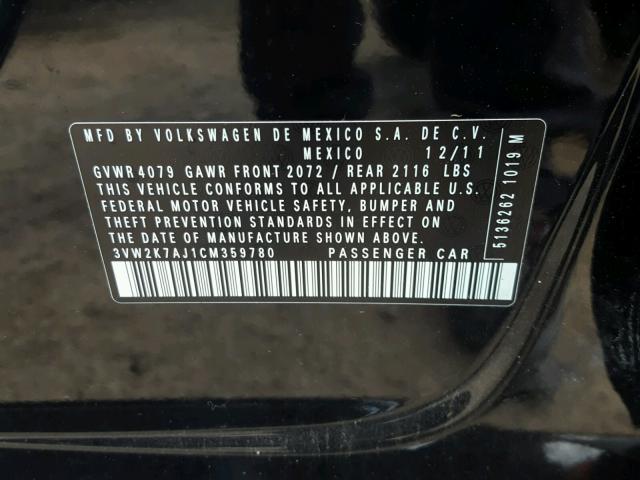 MFD BY VOLKSWAGEN DE MEXICO S.A. DE C.V.
MEXICO 12/11
GVWR 4079 GAWR FRONT 2072 / REAR 2116 LBS
THIS VEHICLE CONFORMS TO ALL APPLICABLE U.S.
FEDERAL MOTOR VEHICLE SAFETY, BUMPER AND
THEFT PREVENTION STANDARDS IN EFFECT ON
THE DATE OF MANUFACTURE SHOWN ABOVE.
3VW2K7AJ1CM359780 PASSENGER CAR
5136262 1019 M